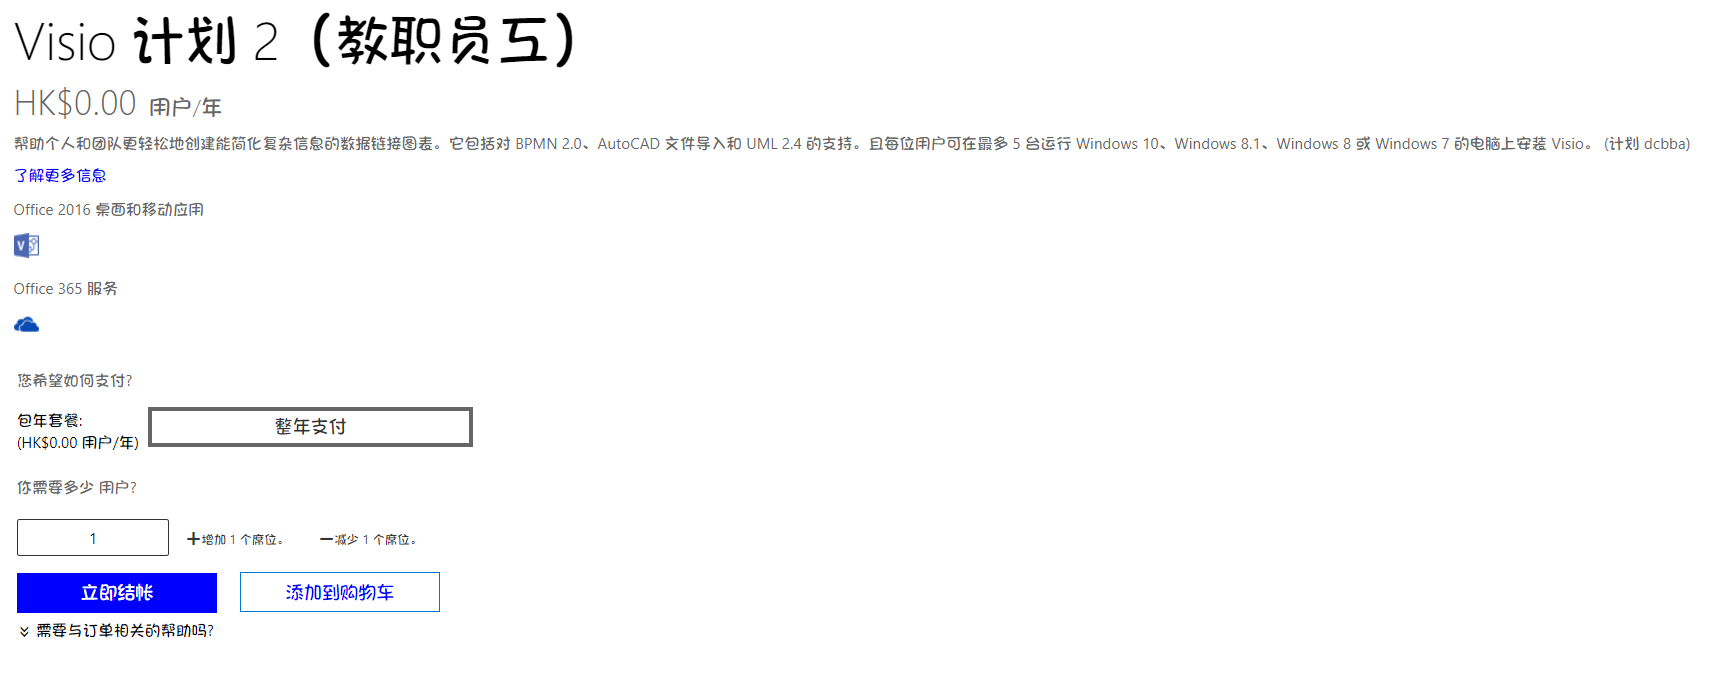 Visio 计划 2（教职员工）
HK$0.00 用户/年
帮助个人和团队更轻松地创建能简化复杂信息的数据链接图表。它包括对 BPMN 2.0、AutoCAD 文件导入和 UML 2.4 的支持。且每位用户可在最多 5 台运行 Windows 10、Windows 8.1、Windows 8 或 Windows 7 的电脑上安装 Visio。 (计划 dcbba)
了解更多信息
Office 2016 桌面和移动应用
Office 365 服务
您希望如何支付?
包年套餐: 整年支付
(HK$0.00 用户/年)
你需要多少 用户?
1 +增加 1 个席位。 −减少 1 个席位。
立即结帐 添加到购物车
需要与订单相关的帮助吗?